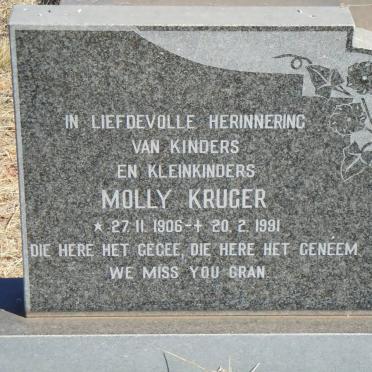 IN LIEFDEVOLLE HERINNERING
VAN KINDERS
EN KLEINKINDERS
MOLLY KRUGER
* 27. 11. 1906 - + 20. 2. 1991
DIE HERE HET GEGEE, DIE HERE HET GENEEM
WE MISS YOU GRAN